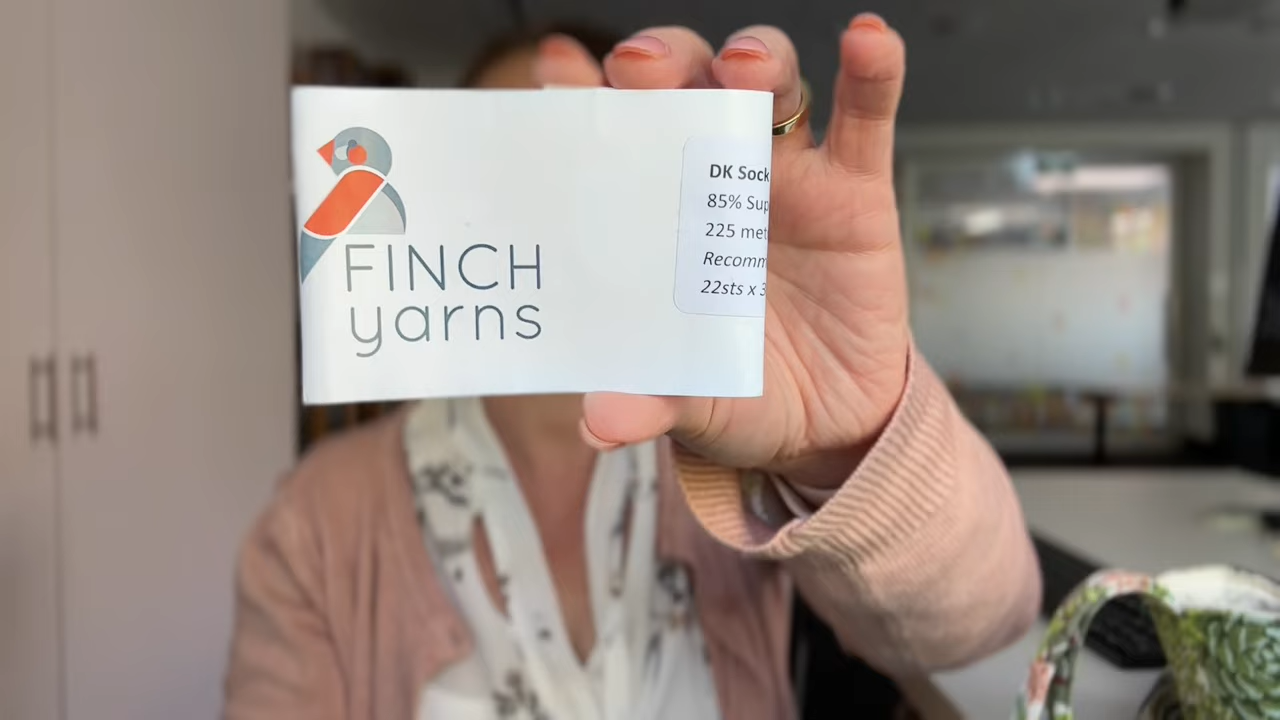 FINCH
yarns
DK Sock
85% Sup
225 met
Recomm
22sts x 3